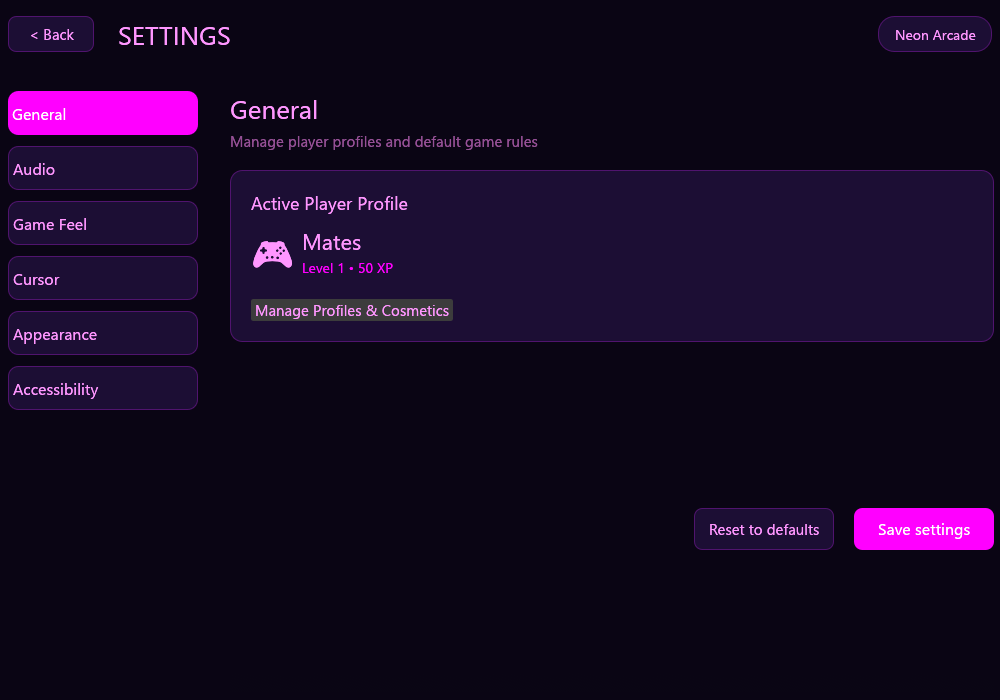 < Back
SETTINGS
Neon Arcade
General
Audio
Game Feel
Cursor
Appearance
Accessibility
General
Manage player profiles and default game rules
Active Player Profile
Mates
Level 1 • 50 XP
Manage Profiles & Cosmetics
Reset to defaults
Save settings